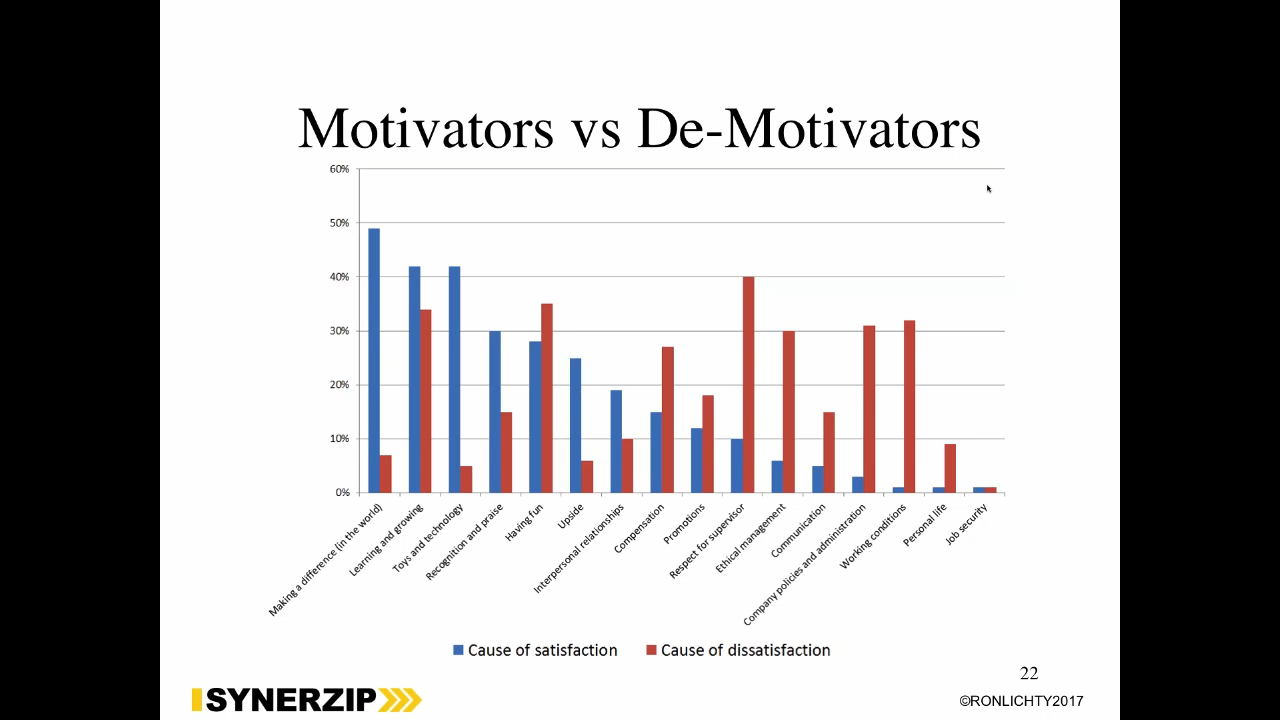 Motivators vs De-Motivators
60%
50%
40%
30%
20%
10%
0%
Making a difference (in the world)
Learning and growing
Toys and technology
Recognition and praise
Having fun
Upside
Interpersonal relationships
Compensation
Promotions
Respect for supervisor
Ethical management
Communication
Company policies and administration
Working conditions
Personal life
Job security
Cause of satisfaction
Cause of dissatisfaction
22
SYNERZIP
©RONLICHTY2017